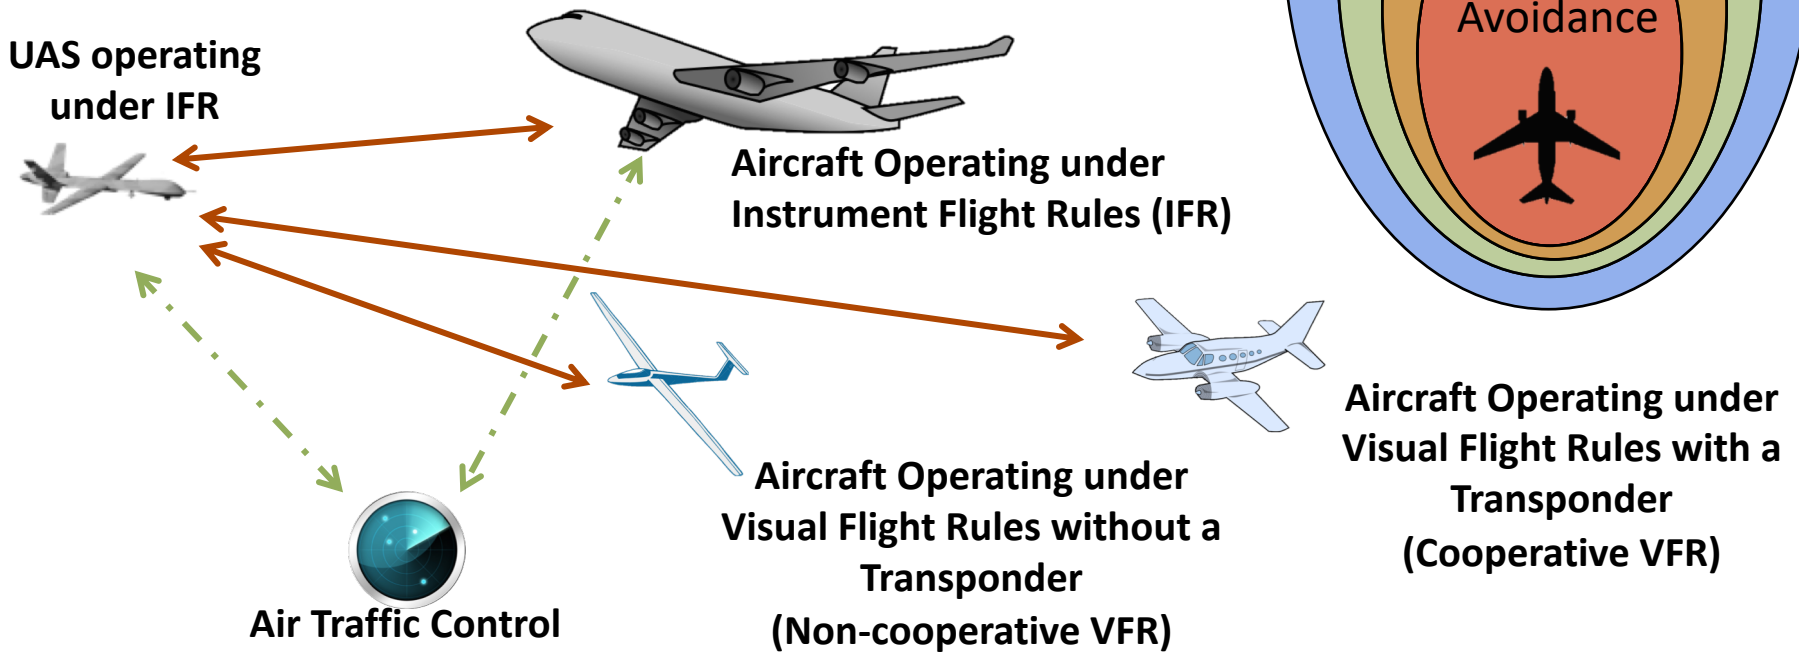 UAS operating
under IFR
Avoidance
Aircraft Operating under
Instrument Flight Rules (IFR)
Aircraft Operating under
Visual Flight Rules with a
Transponder
(Cooperative VFR)
Aircraft Operating under
Visual Flight Rules without a
Transponder
(Non-cooperative VFR)
Air Traffic Control